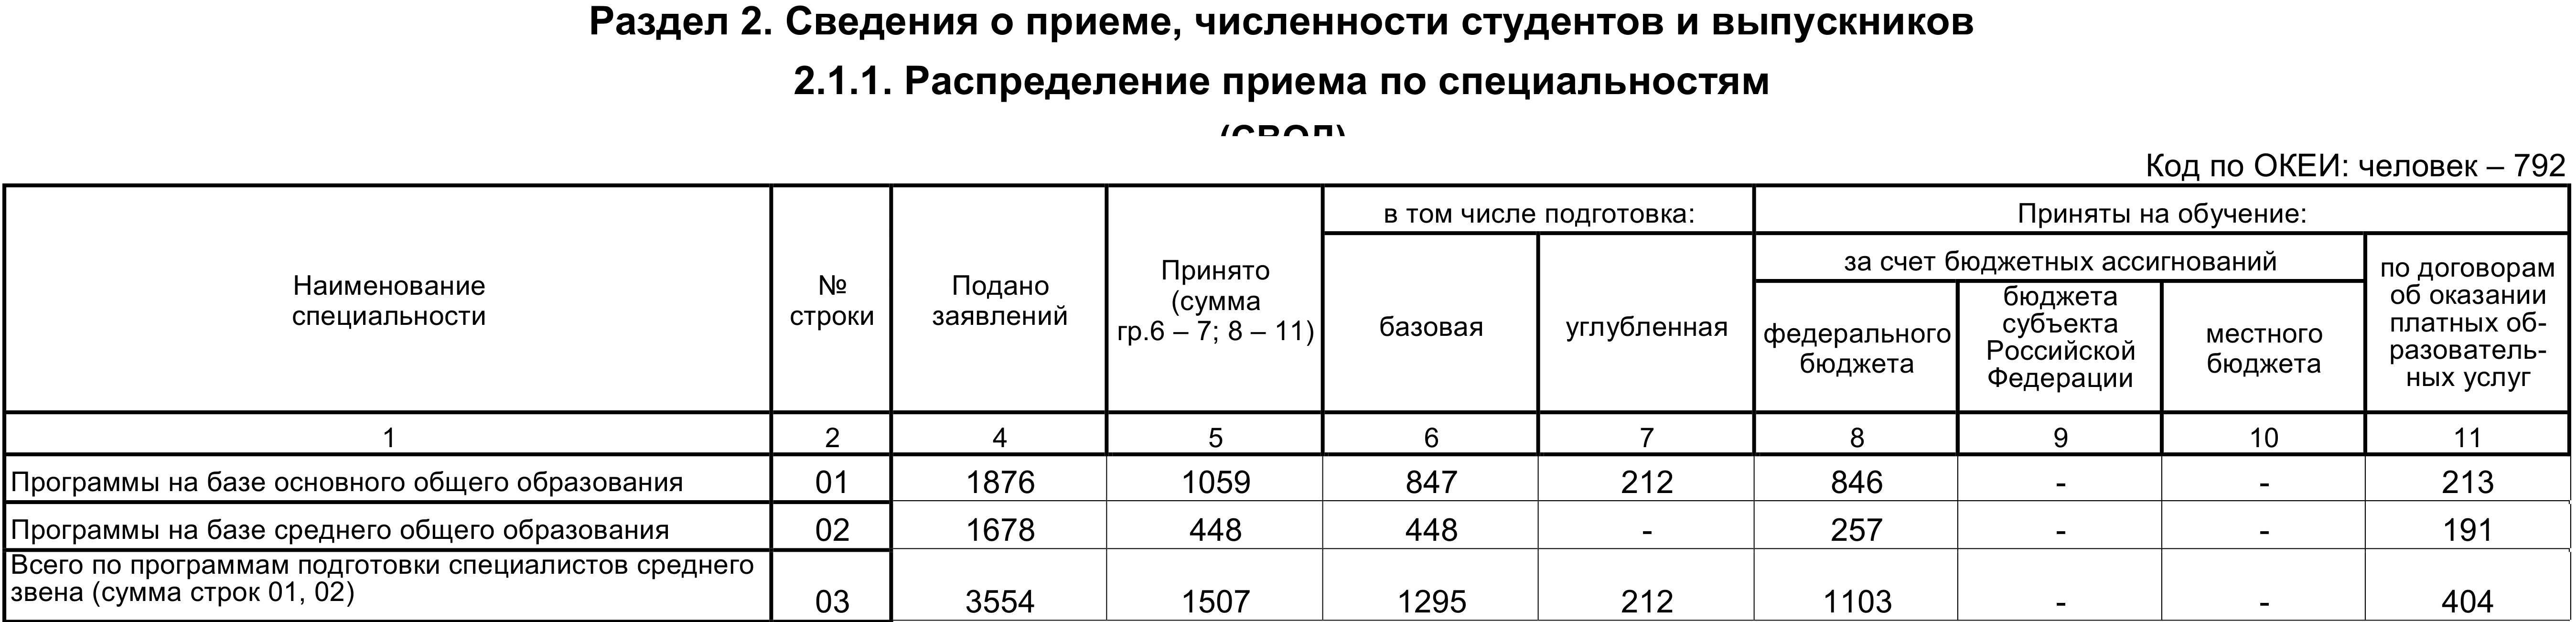 Раздел 2. Сведения о приеме, численности студентов и выпускников
2.1.1. Распределение приема по специальностям
(СВОД)
Код по ОКЕИ: человек – 792
Наименование
специальности
№
строки
Подано
заявлений
Принято
(сумма
гр.6 – 7; 8 – 11)
в том числе подготовка:
базовая
углубленная
Приняты на обучение:
за счет бюджетных ассигнований
федерального
бюджета
бюджета
субъекта
Российской
Федерации
местного
бюджета
по договорам
об оказании
платных об-
разователь-
ных услуг
1 2 4 5 6 7 8 9 10 11
Программы на базе основного общего образования 01 1876 1059 847 212 846 - - 213
Программы на базе среднего общего образования 02 1678 448 448 - 257 - - 191
Всего по программам подготовки специалистов среднего
звена (сумма строк 01, 02) 03 3554 1507 1295 212 1103 - - 404